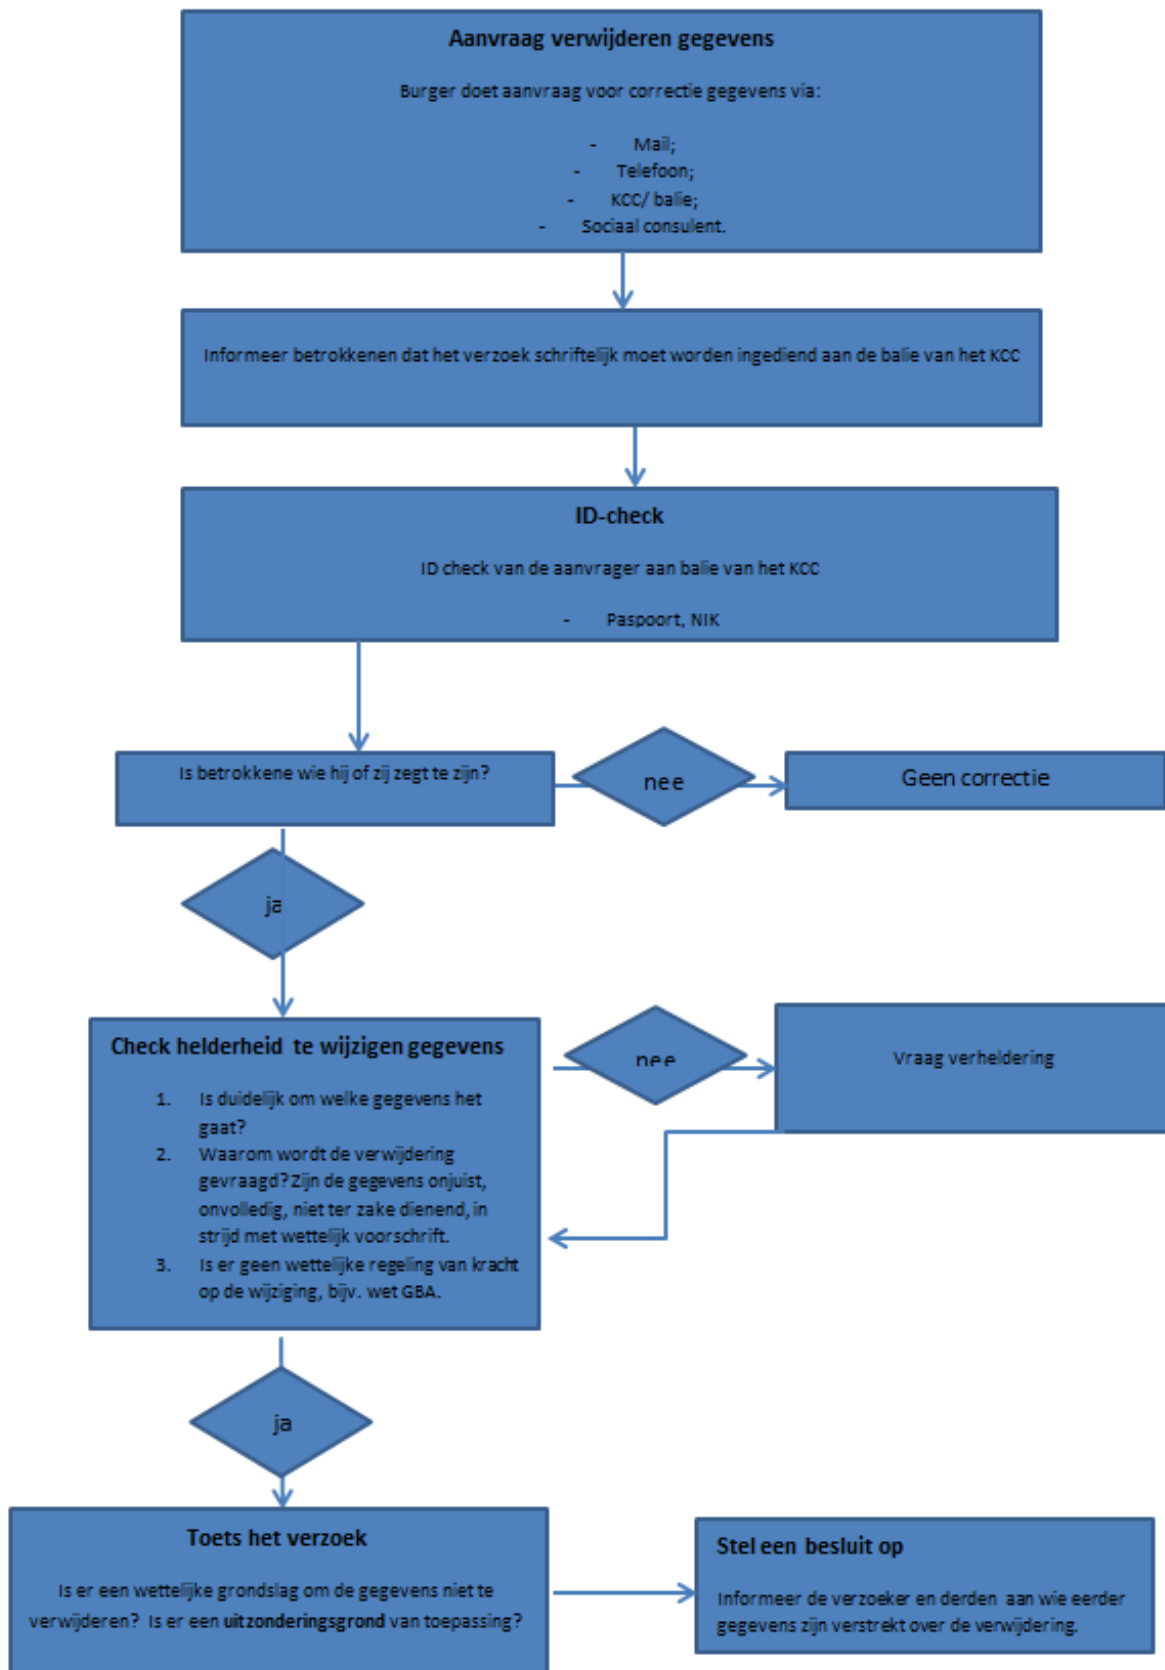 Aanvraag verwijderen gegevens
Burger doet aanvraag voor correctie gegevens via:
- Mail;
- Telefoon;
- KCC/ balie;
- Sociaal consulent.
Informeer betrokkenen dat het verzoek schriftelijk moet worden ingediend aan de balie van het KCC
ID-check
ID check van de aanvrager aan balie van het KCC
- Paspoort, NIK
Is betrokkene wie hij of zij zegt te zijn?
nee
Geen correctie
ja
Check helderheid te wijzigen gegevens
1. Is duidelijk om welke gegevens het
gaat?
2. Waarom wordt de verwijdering
gevraagd? Zijn de gegevens onjuist,
onvolledig, niet ter zake dienend, in
strijd met wettelijk voorschrift.
3. Is er geen wettelijke regeling van kracht
op de wijziging, bijv. wet GBA.
nee
Vraag verheldering
ja
Toets het verzoek
Is er een wettelijke grondslag om de gegevens niet te
verwijderen? Is er een uitzonderingsgrond van toepassing?
Stel een besluit op
Informeer de verzoeker en derden aan wie eerder
gegevens zijn verstrekt over de verwijdering.